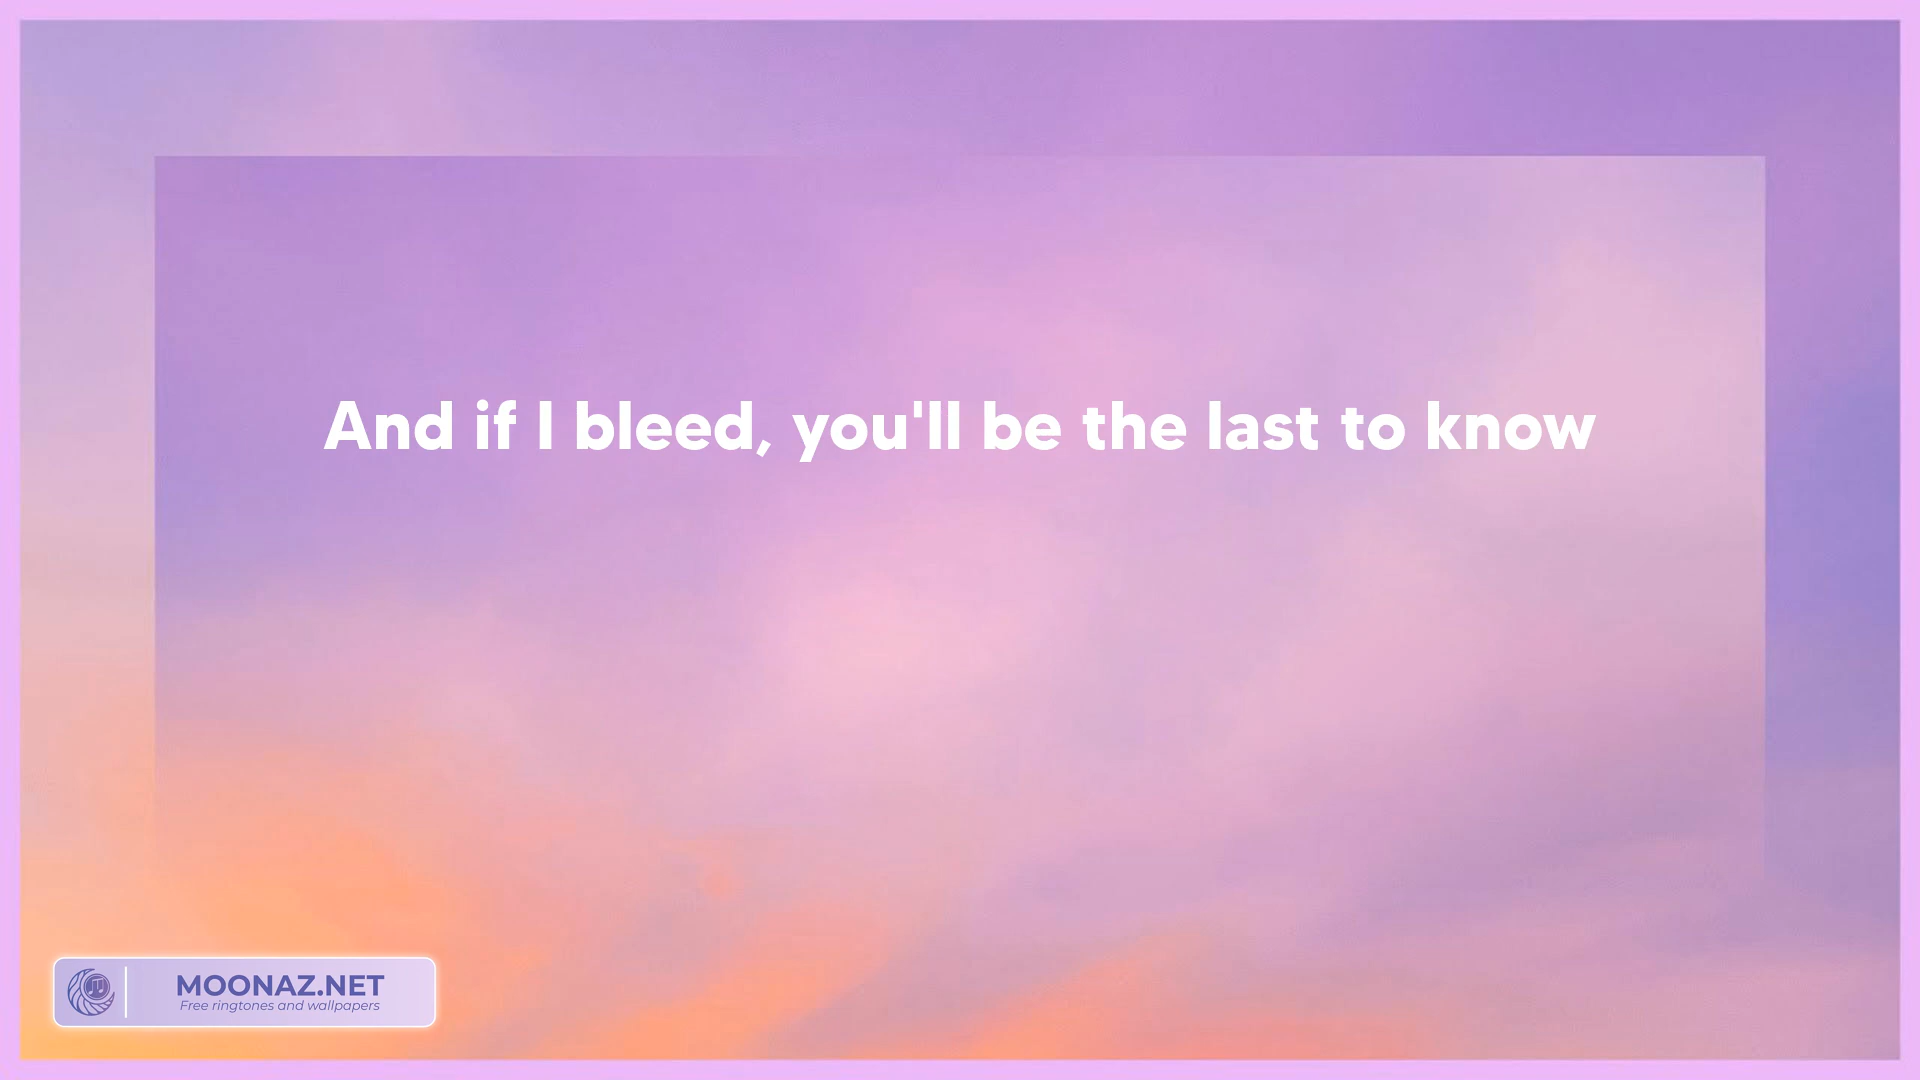 And if I bleed, you'll be the last to know
MOONAZ.NET
Free ringtones and wallpapers